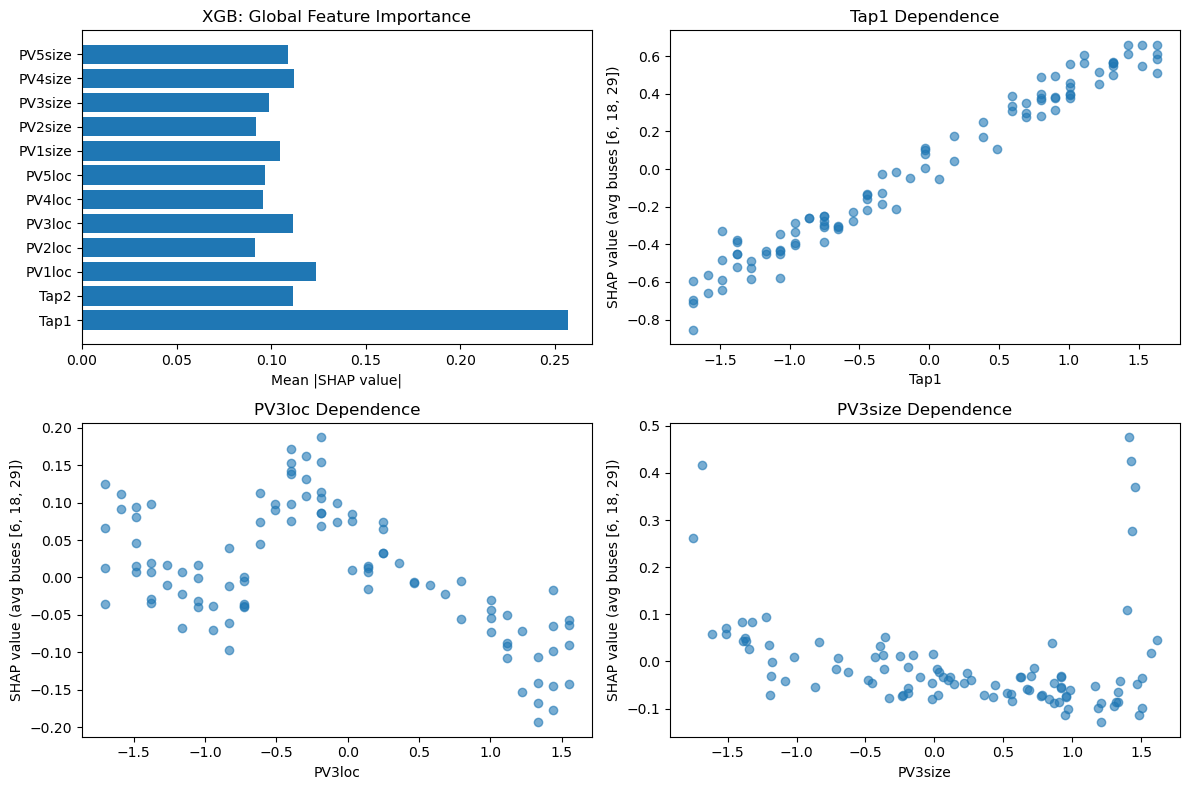 XGB: Global Feature Importance
PV5size
PV4size
PV3size
PV2size
PV1size
PV5loc
PV4loc
PV3loc
PV2loc
PV1loc
Tap2
Tap1
0.00 0.05 0.10 0.15 0.20 0.25
Mean |SHAP value|
Tap1 Dependence
SHAP value (avg buses [6, 18, 29])
0.6
0.4
0.2
0.0
−0.2
−0.4
−0.6
−0.8
−1.5 −1.0 −0.5 0.0 0.5 1.0 1.5
Tap1
PV3loc Dependence
SHAP value (avg buses [6, 18, 29])
0.20
0.15
0.10
0.05
0.00
−0.05
−0.10
−0.15
−0.20
−1.5 −1.0 −0.5 0.0 0.5 1.0 1.5
PV3loc
PV3size Dependence
SHAP value (avg buses [6, 18, 29])
0.5
0.4
0.3
0.2
0.1
0.0
−0.1
−1.5 −1.0 −0.5 0.0 0.5 1.0 1.5
PV3size